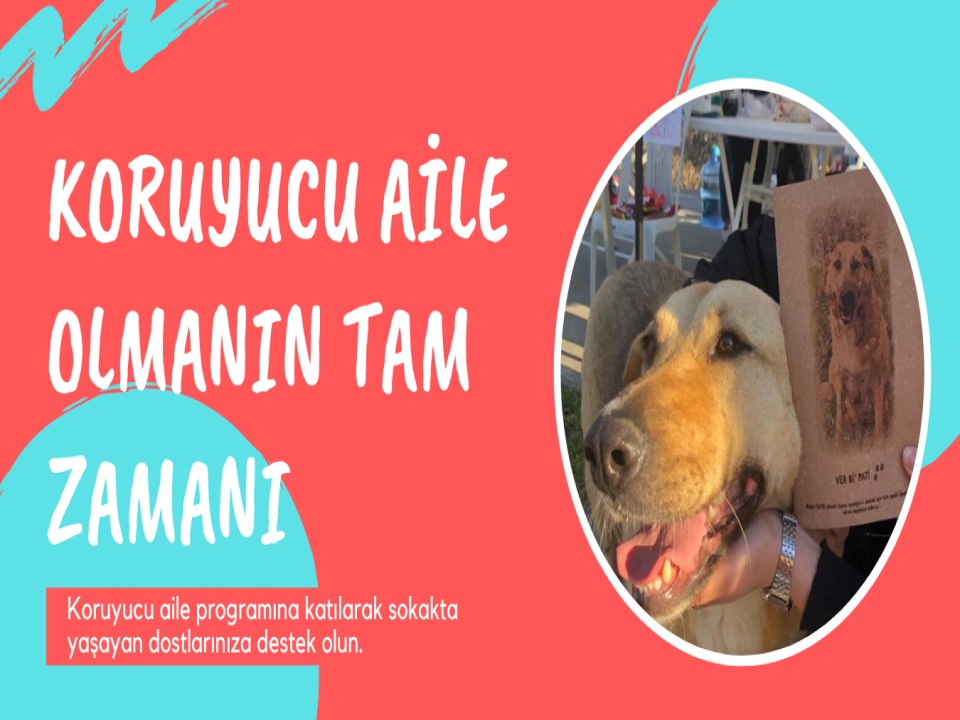 KORUYUCU AİLE
OLMANIN TAM
ZAMANI
Koruyucu aile programına katılarak sokakta
yaşayan dostlarınıza destek olun.
VER Bİ' PATİ